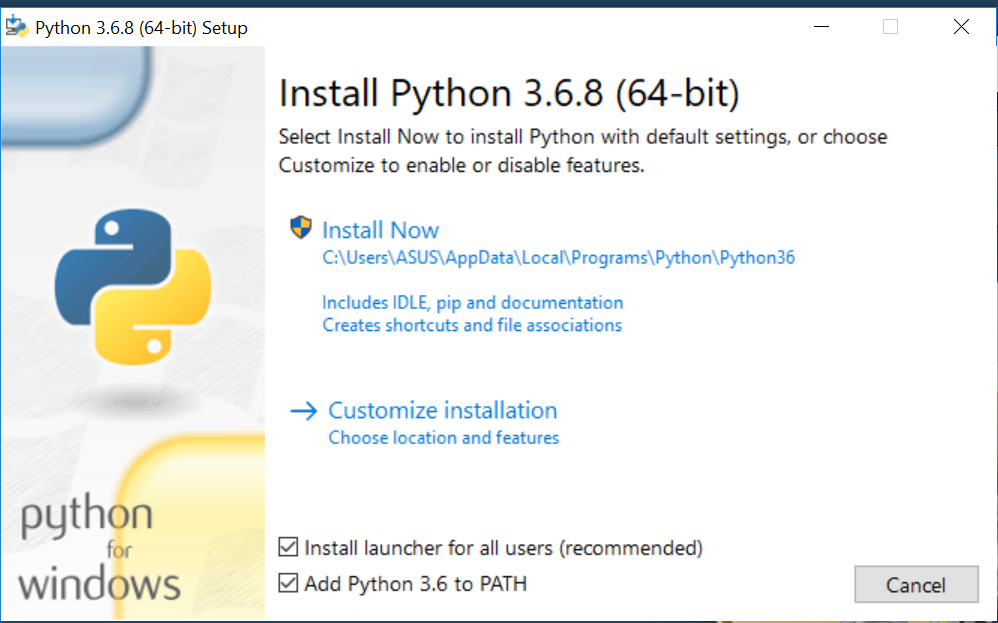 Python 3.6.8 (64-bit) Setup
Install Python 3.6.8 (64-bit)
Select Install Now to install Python with default settings, or choose
Customize to enable or disable features.
Install Now
C:\Users\ASUS\AppData\Local\Programs\Python\Python36
Includes IDLE, pip and documentation
Creates shortcuts and file associations
Customize installation
Choose location and features
python
for
windows
Install launcher for all users (recommended)
Add Python 3.6 to PATH
Cancel